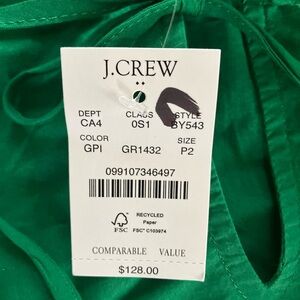 J.CREW
DEPT CLASS STYLE
CA4 0S1 BY543
COLOR SIZE
GPI GR1432 P2
099107346497
FSC
RECYCLED
Paper
FSC® C103974
COMPARABLE VALUE
$128.00